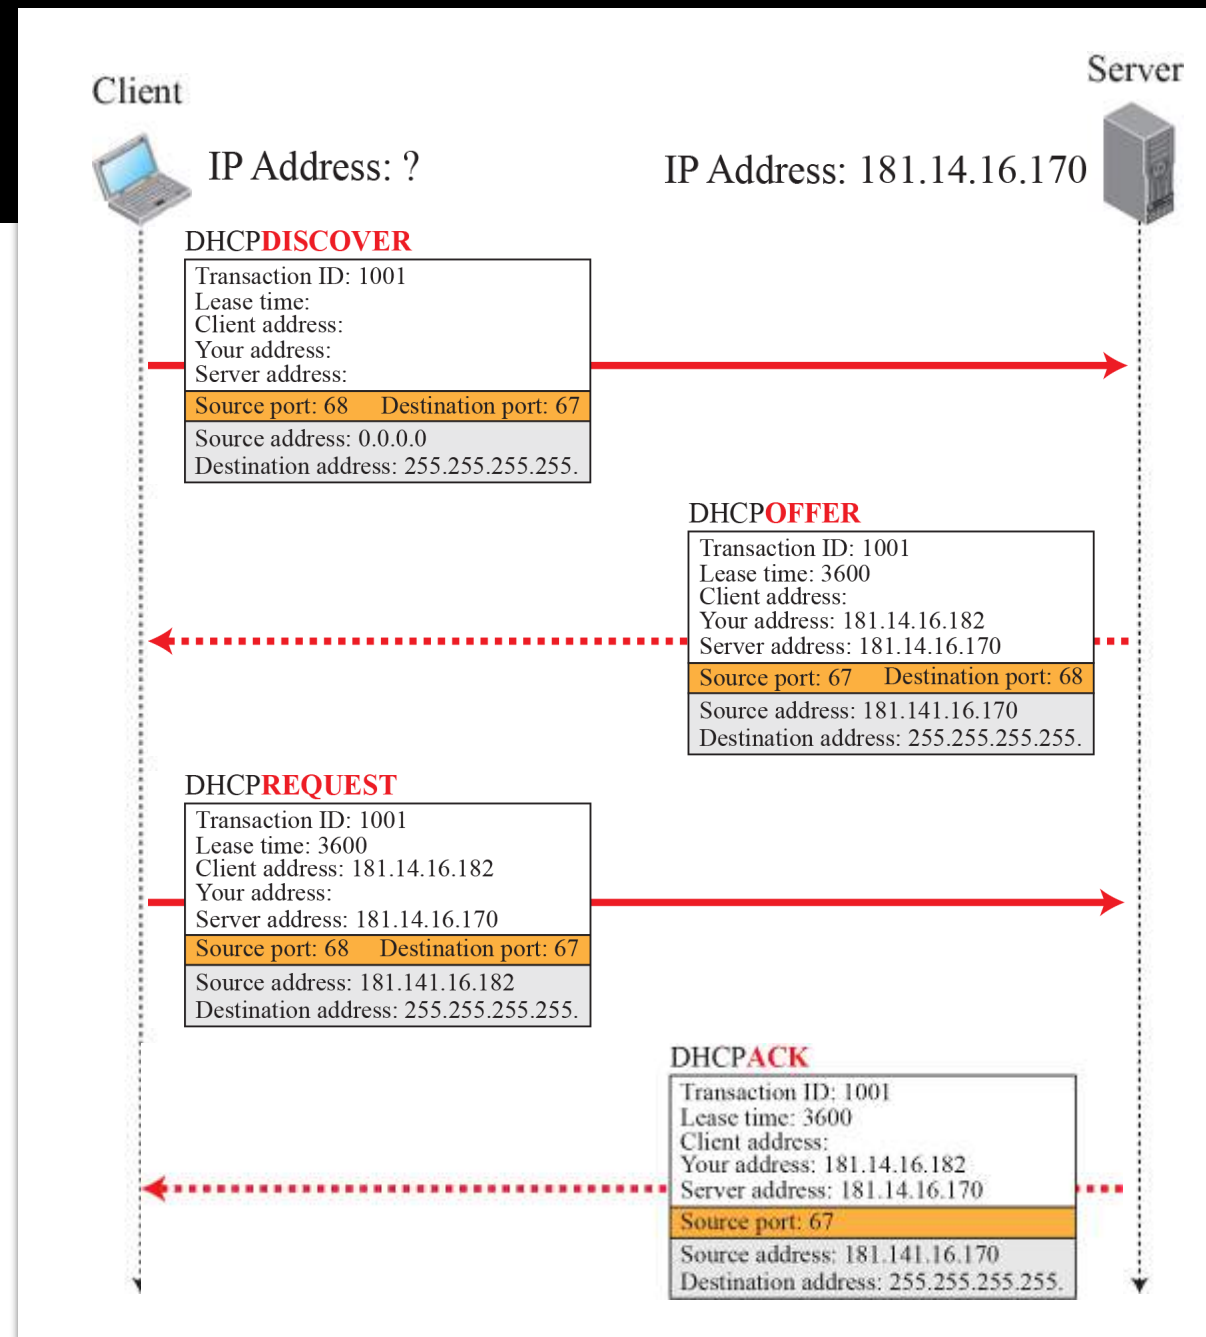 Client
Server
IP Address: ?
IP Address: 181.14.16.170
DHCPDISCOVER
Transaction ID: 1001
Lease time:
Client address:
Your address:
Server address:
Source port: 68 Destination port: 67
Source address: 0.0.0.0
Destination address: 255.255.255.255.
DHCPOFFER
Transaction ID: 1001
Lease time: 3600
Client address:
Your address: 181.14.16.182
Server address: 181.14.16.170
Source port: 67 Destination port: 68
Source address: 181.141.16.170
Destination address: 255.255.255.255.
DHCPREQUEST
Transaction ID: 1001
Lease time: 3600
Client address: 181.14.16.182
Your address:
Server address: 181.14.16.170
Source port: 68 Destination port: 67
Source address: 181.141.16.182
Destination address: 255.255.255.255.
DHCPACK
Transaction ID: 1001
Lease time: 3600
Client address:
Your address: 181.14.16.182
Server address: 181.14.16.170
Source port: 67
Source address: 181.141.16.170
Destination address: 255.255.255.255.